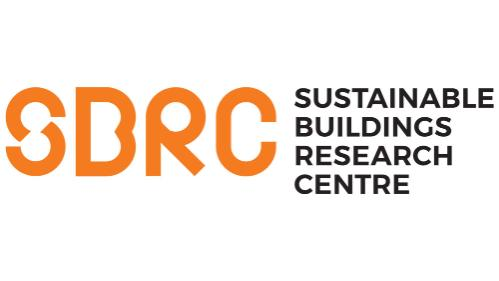 SBRC
SUSTAINABLE
BUILDINGS
RESEARCH
CENTRE